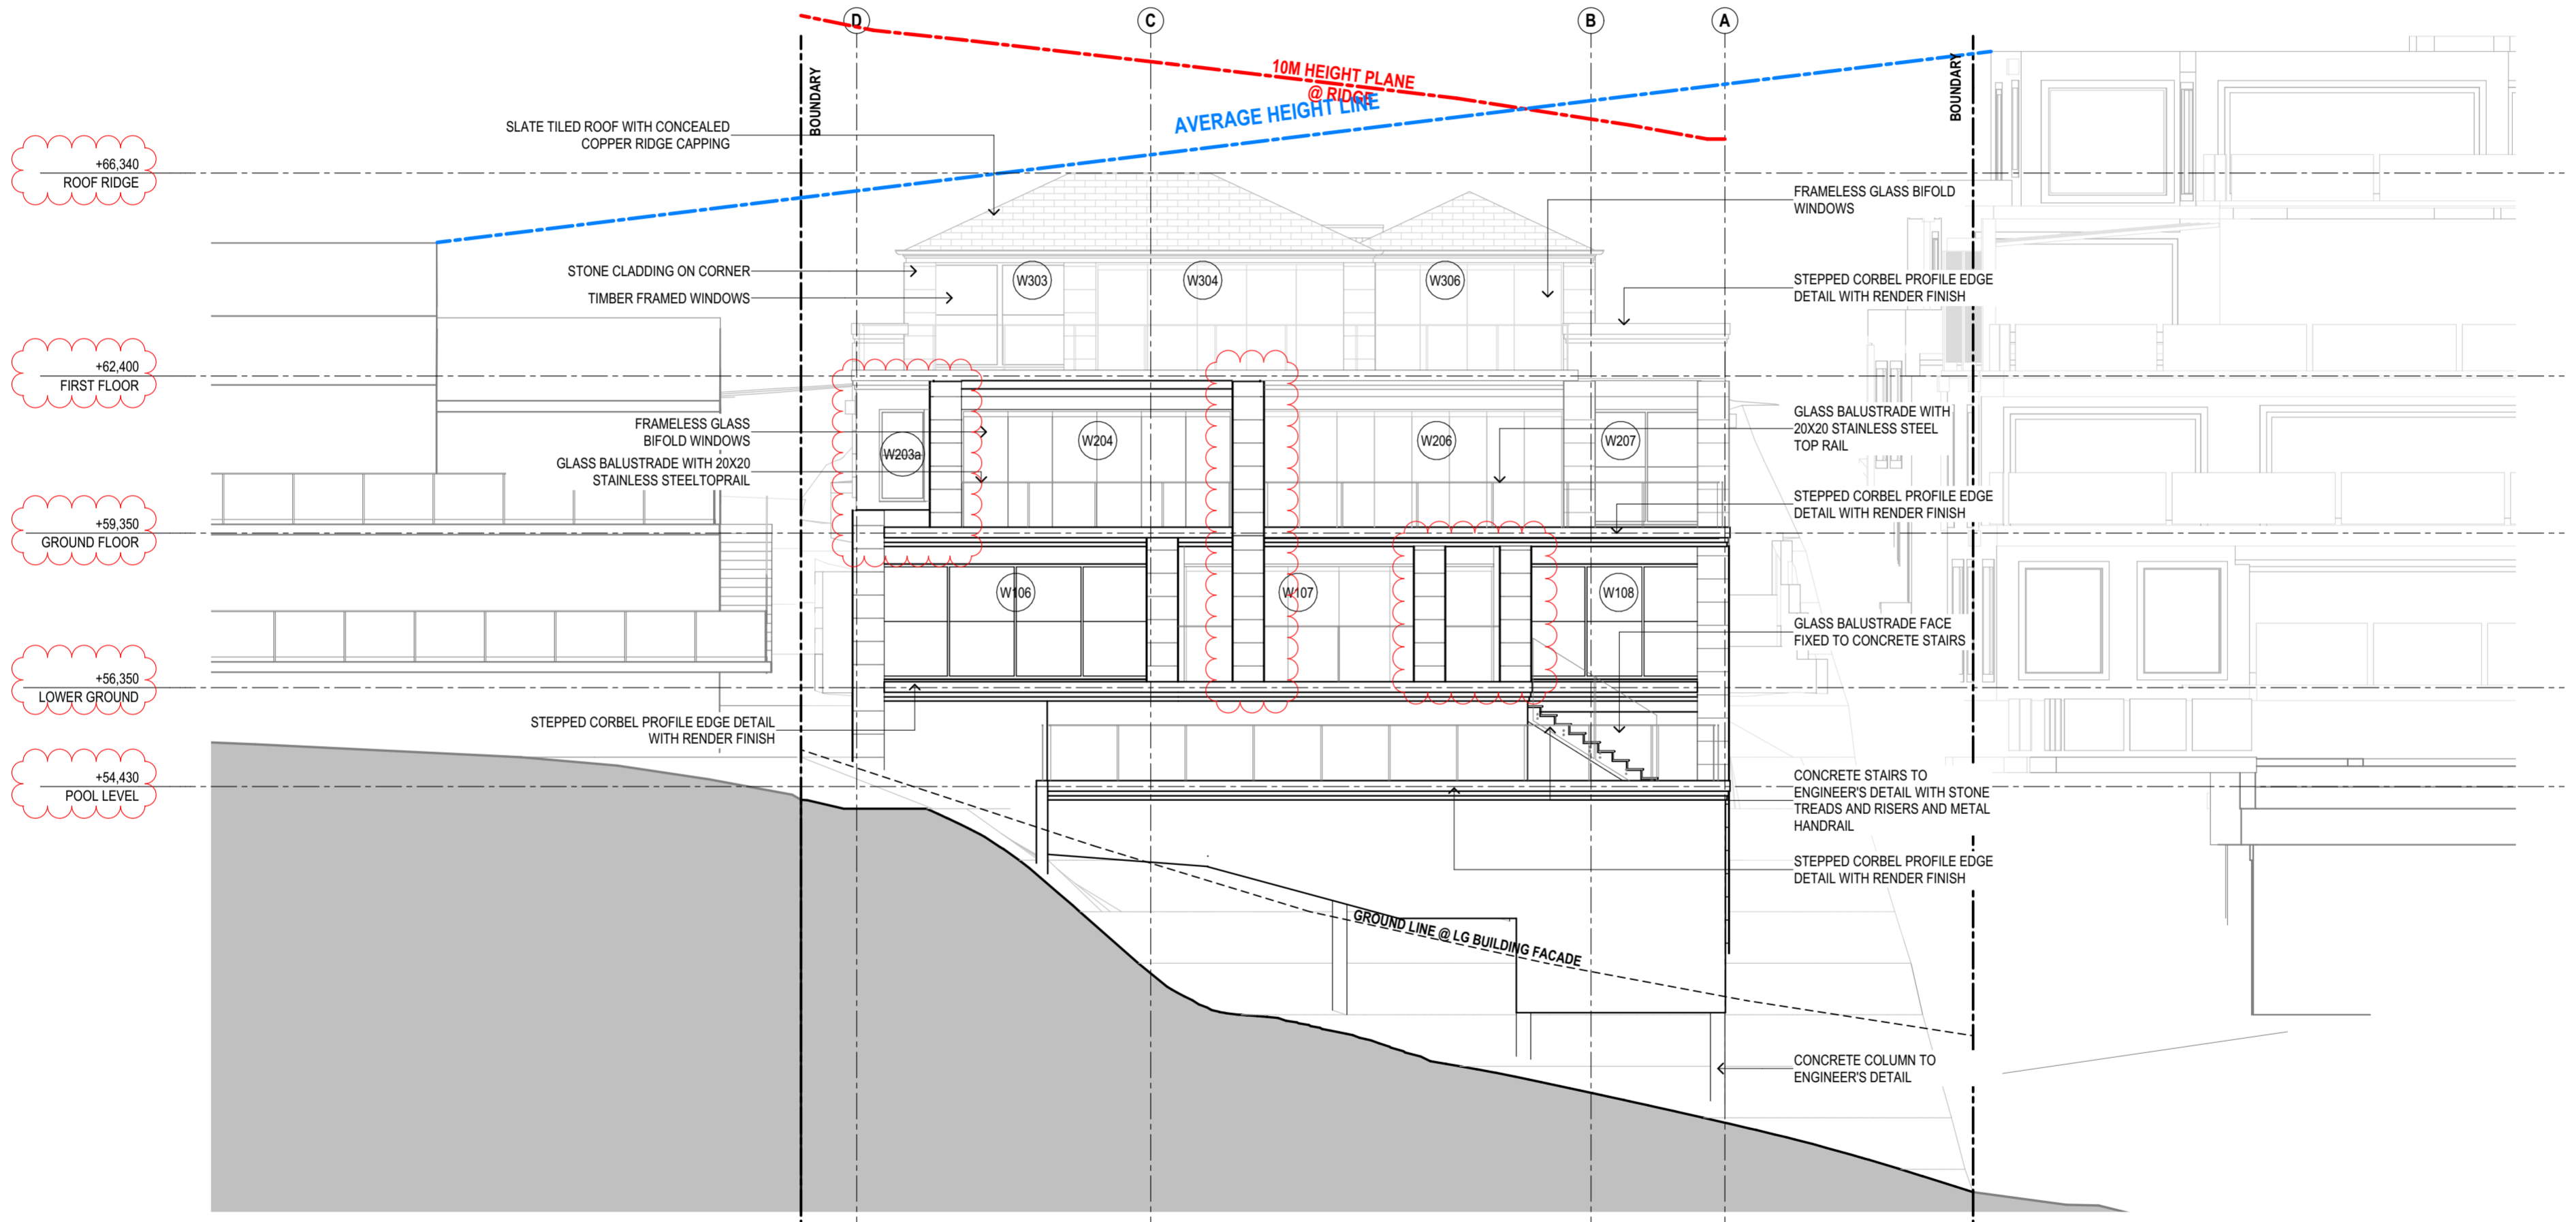 D
C
B
A
10M HEIGHT PLANE
@ RIDGE
AVERAGE HEIGHT LINE
BOUNDARY
BOUNDARY
SLATE TILED ROOF WITH CONCEALED
COPPER RIDGE CAPPING
+66,340
ROOF RIDGE
FRAMELESS GLASS BIFOLD
WINDOWS
STONE CLADDING ON CORNER
TIMBER FRAMED WINDOWS
W303
W304
W306
STEPPED CORBEL PROFILE EDGE
DETAIL WITH RENDER FINISH
+62,400
FIRST FLOOR
FRAMELESS GLASS
BIFOLD WINDOWS
GLASS BALUSTRADE WITH 20X20
STAINLESS STEELTOPRAIL
W203a
W204
W206
W207
GLASS BALUSTRADE WITH
20X20 STAINLESS STEEL
TOP RAIL
STEPPED CORBEL PROFILE EDGE
DETAIL WITH RENDER FINISH
+59,350
GROUND FLOOR
W106
W107
W108
GLASS BALUSTRADE FACE
FIXED TO CONCRETE STAIRS
+56,350
LOWER GROUND
STEPPED CORBEL PROFILE EDGE DETAIL
WITH RENDER FINISH
+54,430
POOL LEVEL
CONCRETE STAIRS TO
ENGINEER'S DETAIL WITH STONE
TREADS AND RISERS AND METAL
HANDRAIL
STEPPED CORBEL PROFILE EDGE
DETAIL WITH RENDER FINISH
GROUND LINE @ LG BUILDING FACADE
CONCRETE COLUMN TO
ENGINEER'S DETAIL